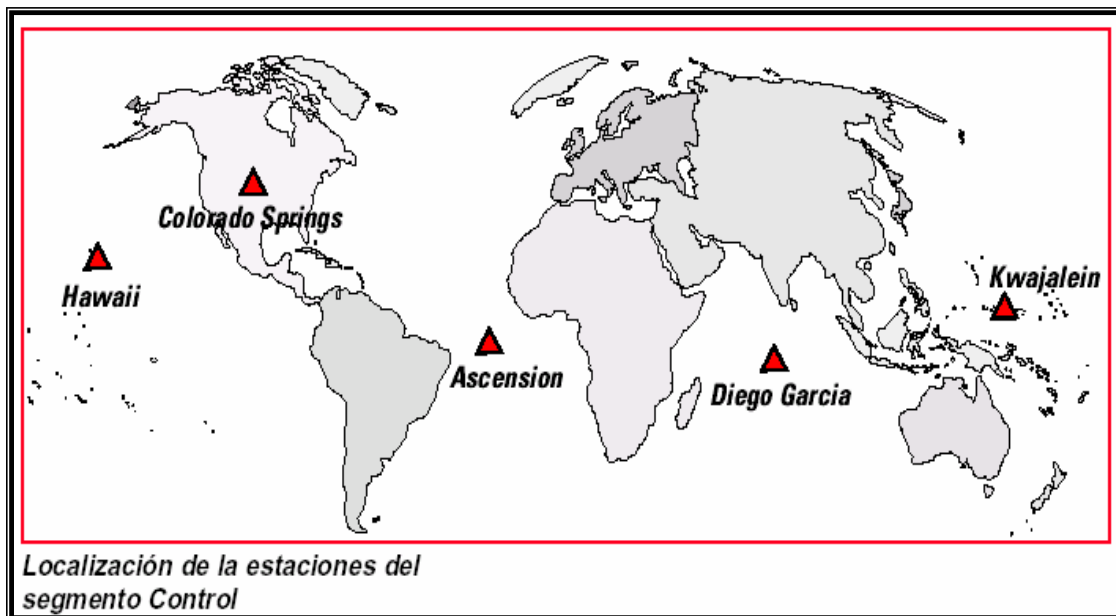 Colorado Springs
Hawaii
Kwajalein
Ascension
Diego Garcia
Localización de la estaciones del
segmento Control